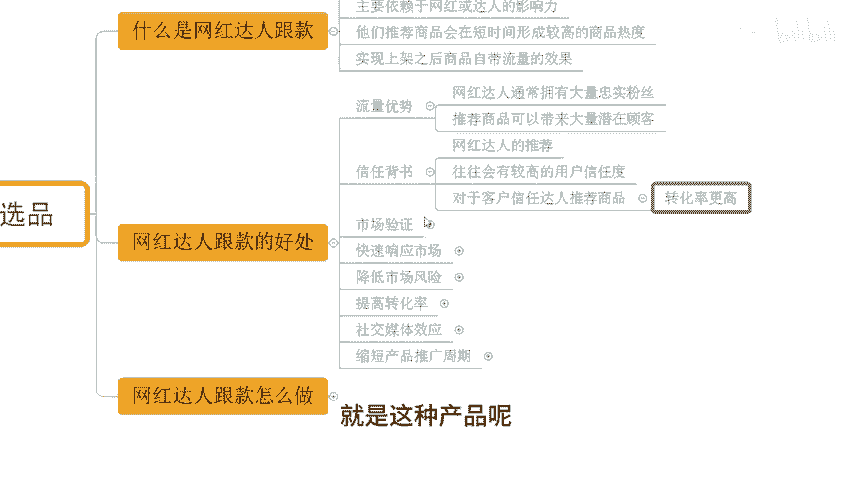 什么是网红达人跟款
主要依赖于网红或达人的影响力
他们推荐商品会在短时间形成较高的商品热度
实现上架之后商品自带流量的效果
选品
网红达人跟款的好处
流量优势
网红达人通常拥有大量忠实粉丝
推荐商品可以带来大量潜在顾客
信任背书
网红达人的推荐
往往会有较高的用户信任度
对于客户信任达人推荐商品
转化率更高
市场验证
快速响应市场
降低市场风险
提高转化率
社交媒体效应
缩短产品推广周期
网红达人跟款怎么做
就是这种产品呢